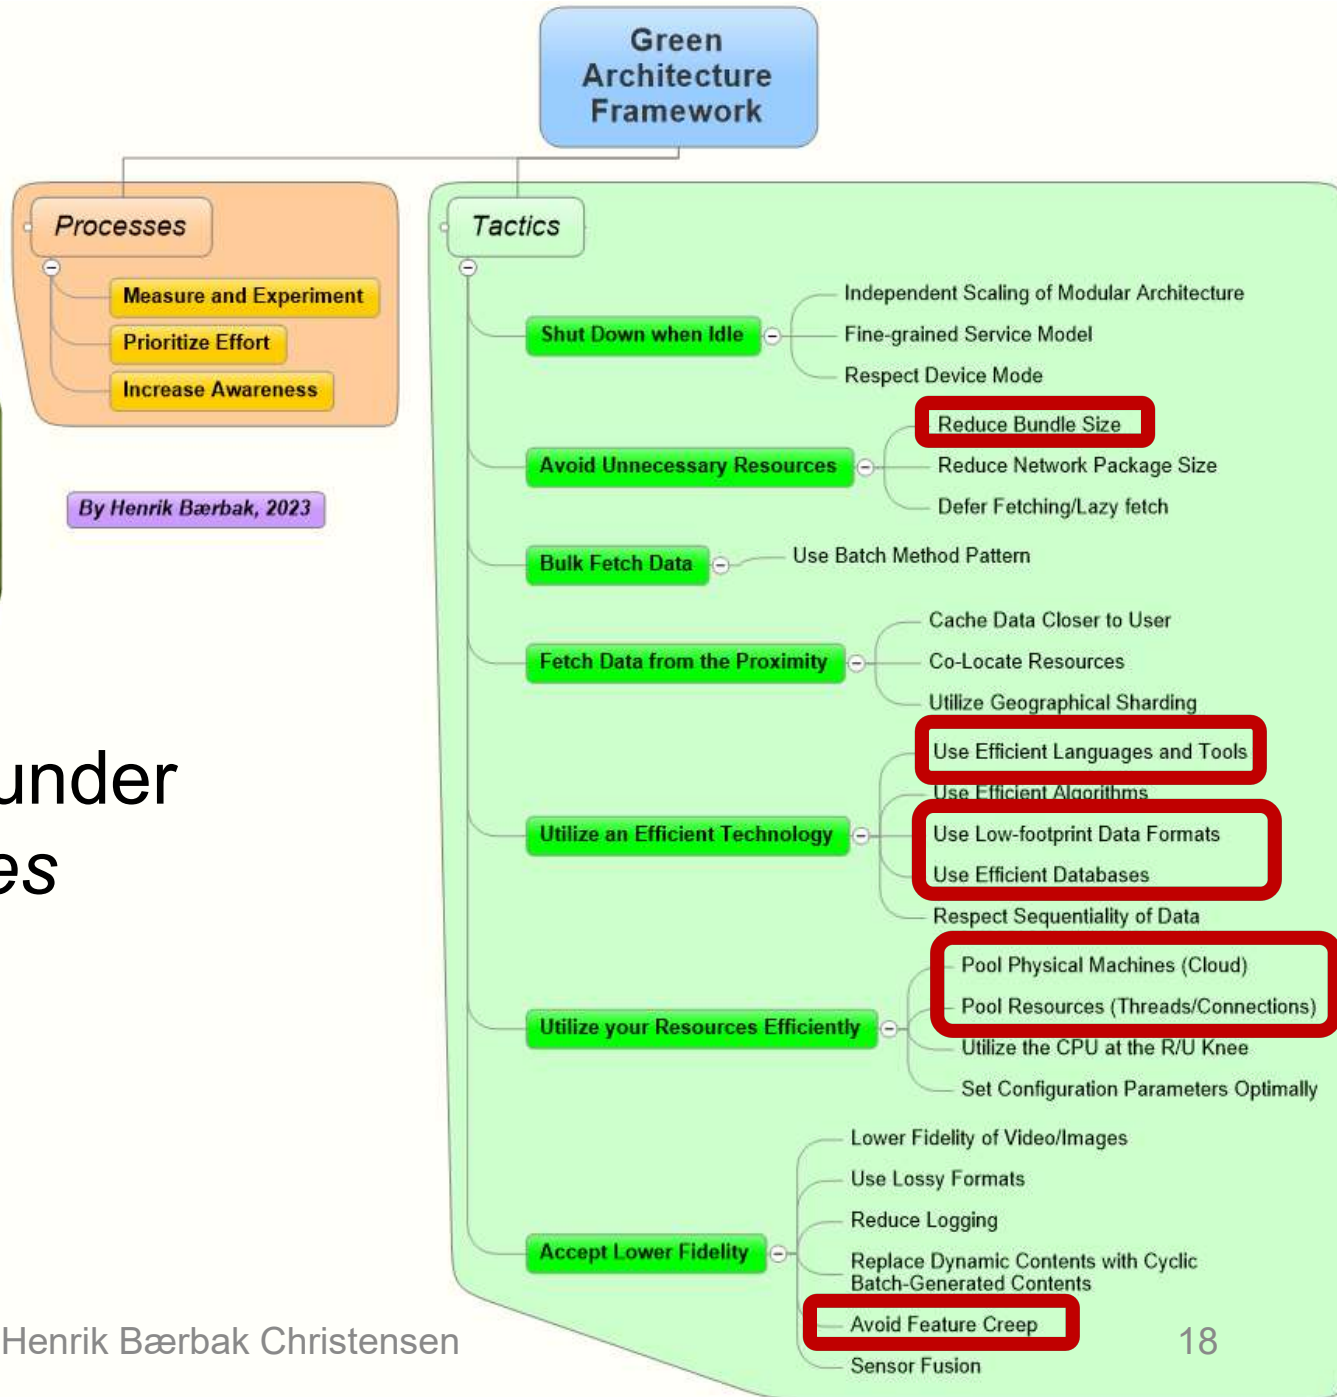 Green
Architecture
Framework
Processes
Measure and Experiment
Prioritize Effort
Increase Awareness
By Henrik Bærbak, 2023
under
es
Tactics
Shut Down when Idle
Independent Scaling of Modular Architecture
Fine-grained Service Model
Respect Device Mode
Avoid Unnecessary Resources
Reduce Bundle Size
Reduce Network Package Size
Defer Fetching/Lazy fetch
Bulk Fetch Data
Use Batch Method Pattern
Fetch Data from the Proximity
Cache Data Closer to User
Co-Locate Resources
Utilize Geographical Sharding
Utilize an Efficient Technology
Use Efficient Languages and Tools
Use Efficient Algorithms
Use Low-footprint Data Formats
Use Efficient Databases
Respect Sequentiality of Data
Utilize your Resources Efficiently
Pool Physical Machines (Cloud)
Pool Resources (Threads/Connections)
Utilize the CPU at the R/U Knee
Set Configuration Parameters Optimally
Accept Lower Fidelity
Lower Fidelity of Video/Images
Use Lossy Formats
Reduce Logging
Replace Dynamic Contents with Cyclic
Batch-Generated Contents
Avoid Feature Creep
Sensor Fusion
Henrik Bærbak Christensen
18